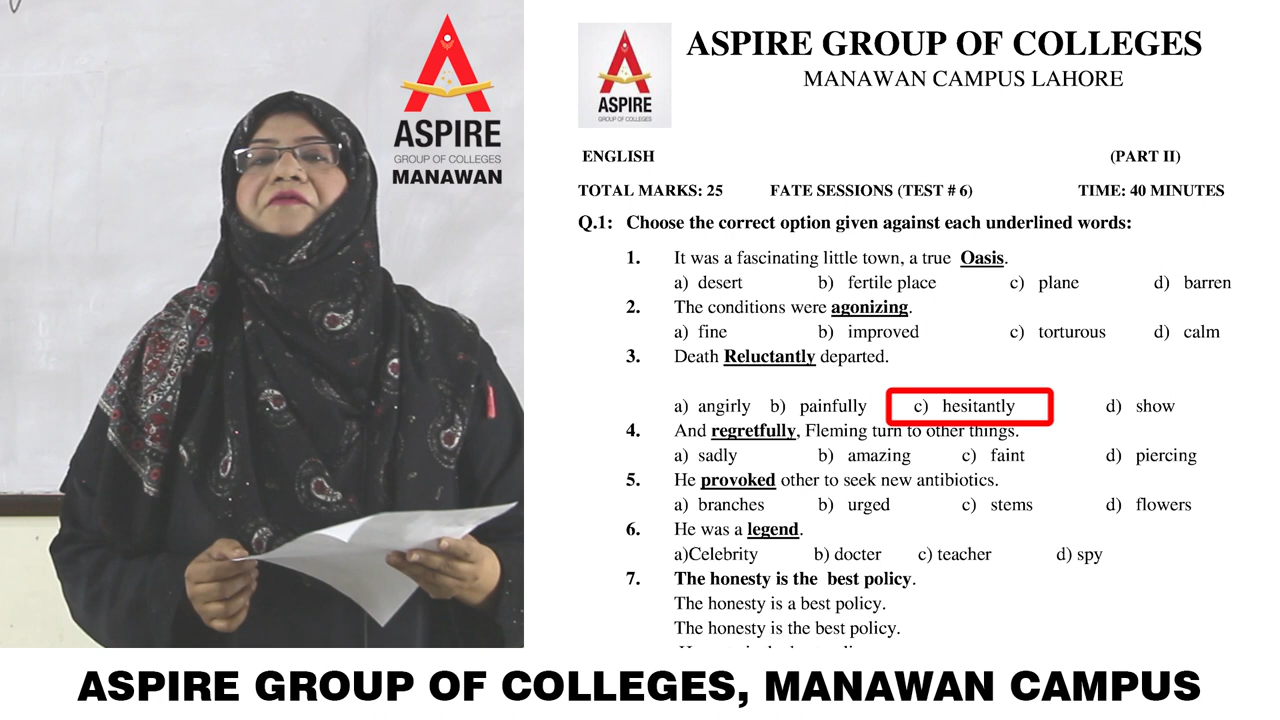 ASPIRE
GROUP OF COLLEGES
MANAWAN
ASPIRE
GROUP OF COLLEGES
ASPIRE GROUP OF COLLEGES
MANAWAN CAMPUS LAHORE
ENGLISH (PART II)
TOTAL MARKS: 25 FATE SESSIONS (TEST # 6) TIME: 40 MINUTES
Q.1: Choose the correct option given against each underlined words:
1. It was a fascinating little town, a true Oasis.
a) desert b) fertile place c) plane d) barren
2. The conditions were agonizing.
a) fine b) improved c) torturous d) calm
3. Death Reluctantly departed.
a) angirly b) painfully c) hesitantly d) show
4. And regretfully, Fleming turn to other things.
a) sadly b) amazing c) faint d) piercing
5. He provoked other to seek new antibiotics.
a) branches b) urged c) stems d) flowers
6. He was a legend.
a)Celebrity b) docter c) teacher d) spy
7. The honesty is the best policy.
The honesty is a best policy.
The honesty is the best policy.
ASPIRE GROUP OF COLLEGES, MANAWAN CAMPUS